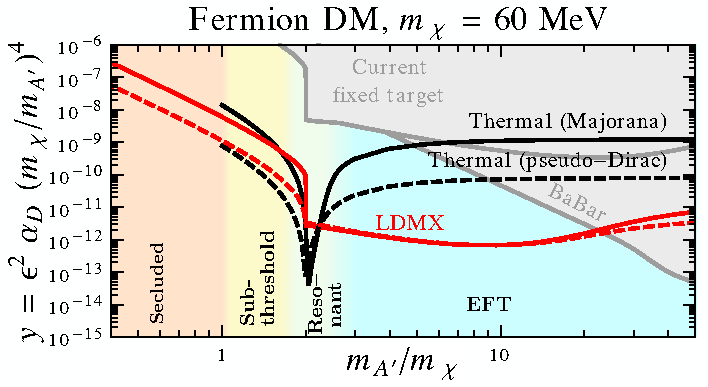 Fermion DM, m χ = 60 MeV
y = ϵ² α_D (m_χ/m_A′)⁴
10⁻⁶
10⁻⁷
10⁻⁸
10⁻⁹
10⁻¹⁰
10⁻¹¹
10⁻¹²
10⁻¹³
10⁻¹⁴
10⁻¹⁵
Current
fixed target
Thermal (Majorana)
Thermal (pseudo–Dirac)
BaBar
LDMX
Secluded
Sub-
threshold
Reso–
nant
EFT
1
10
m_A′/m_χ